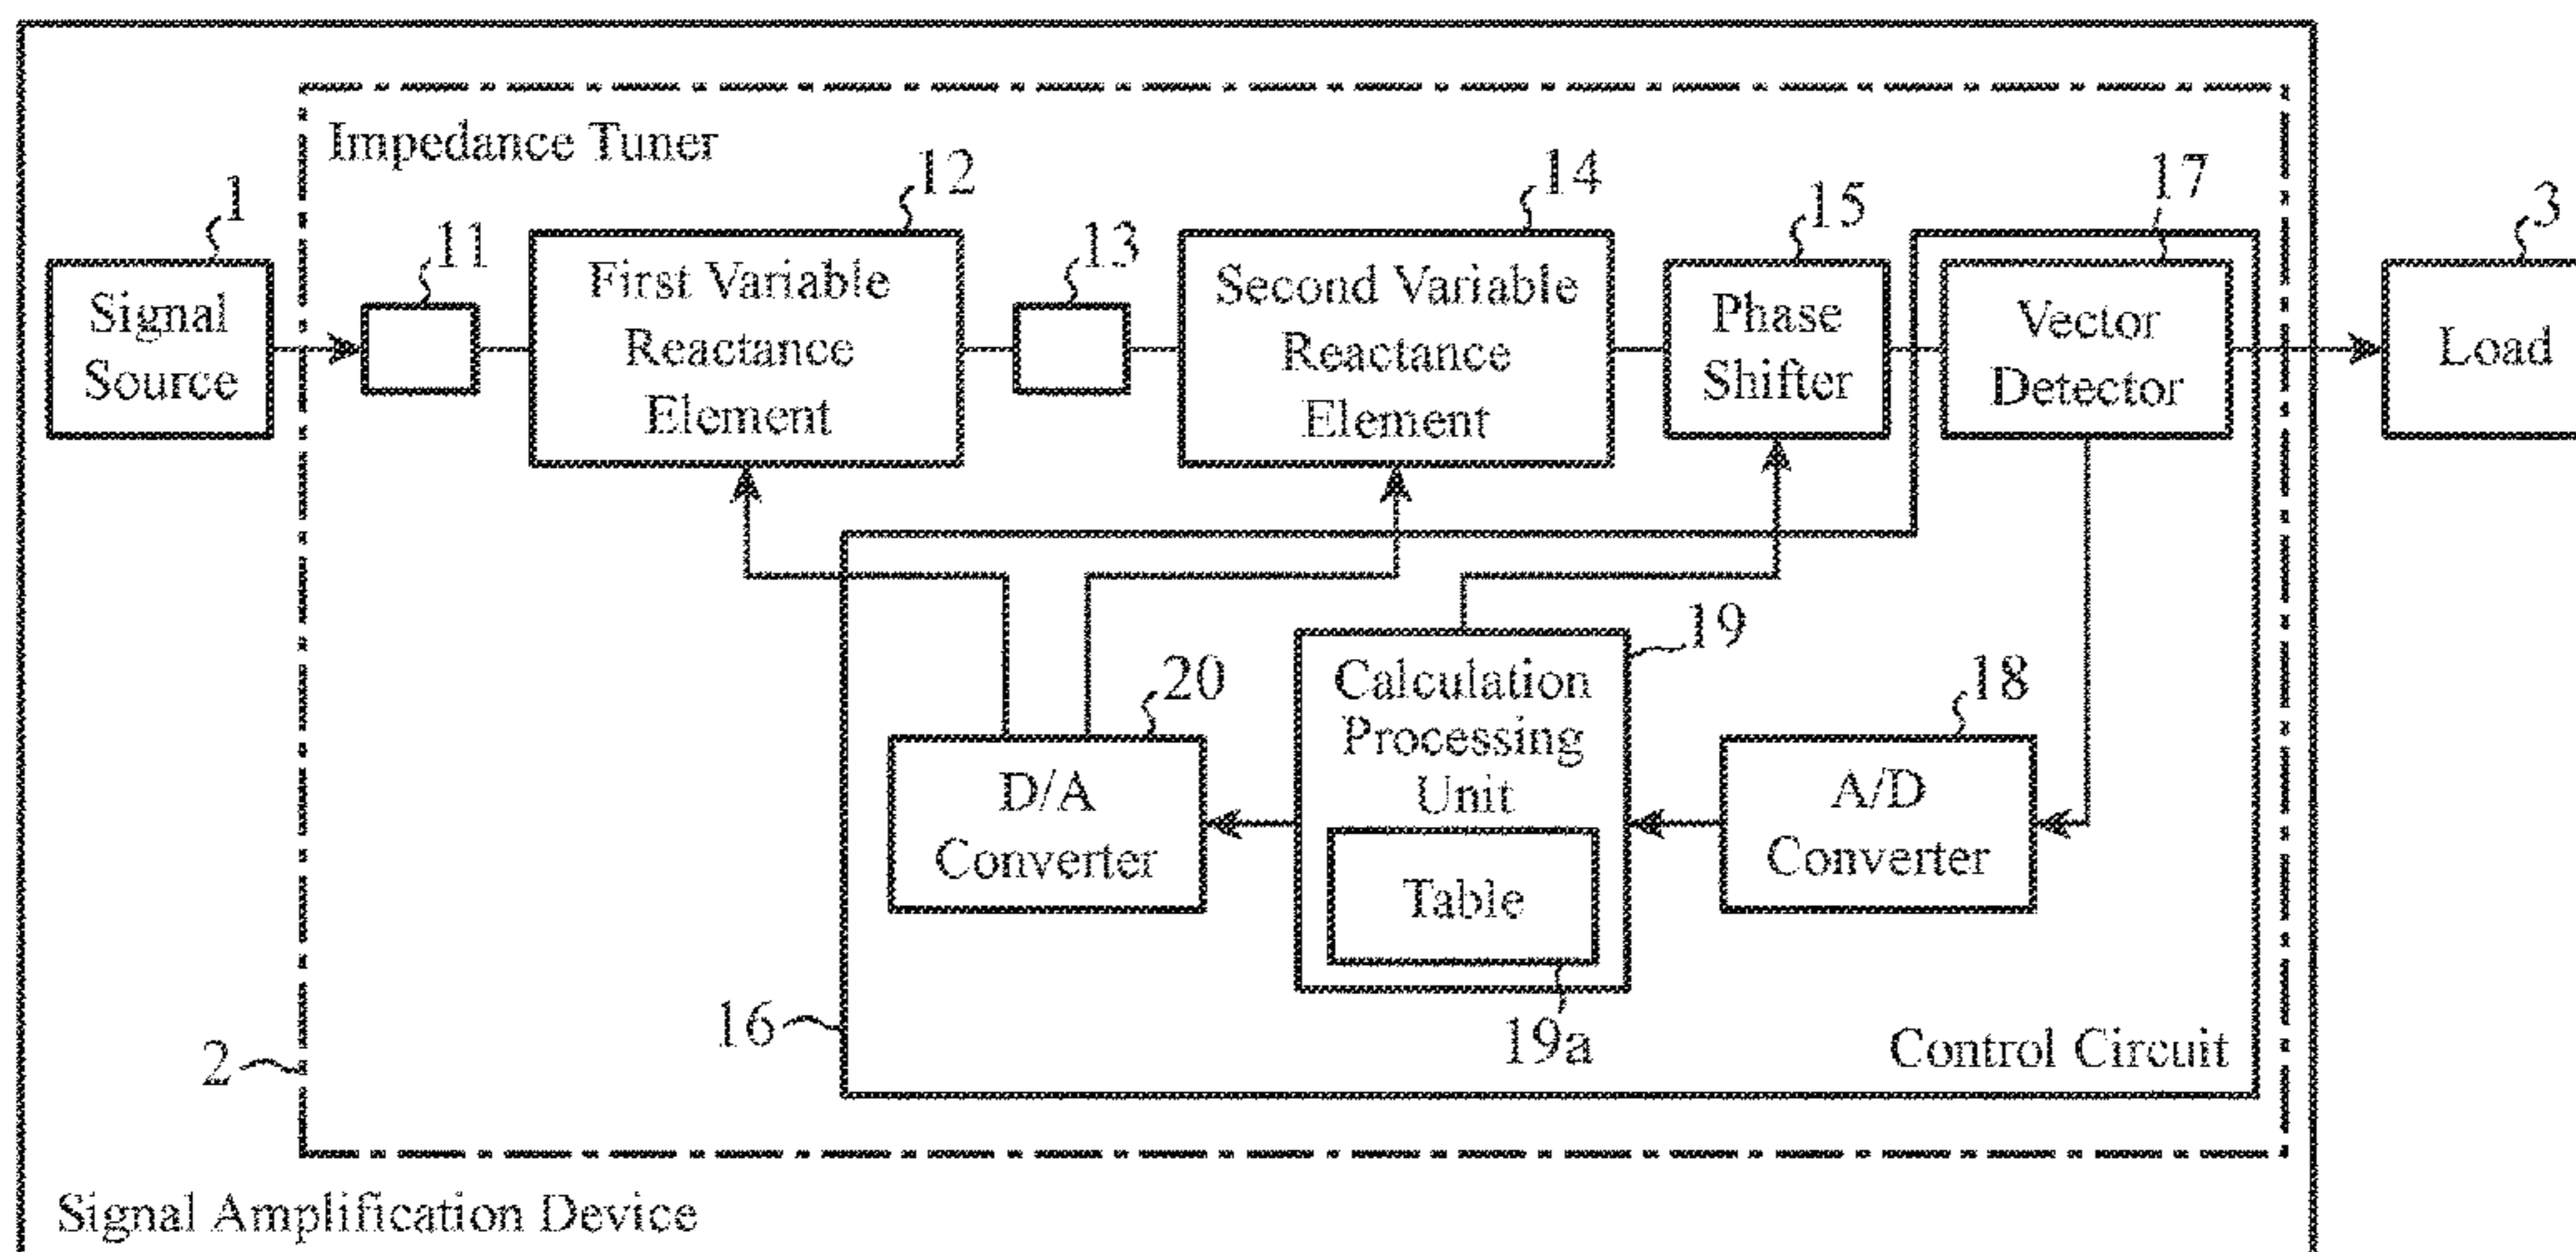 Impedance Tuner
1
11
12
13
14
15
17
3
Signal
Source
First Variable
Reactance
Element
Second Variable
Reactance
Element
Phase
Shifter
Vector
Detector
Load
20
19
18
D/A
Converter
Calculation
Processing
Unit
Table
A/D
Converter
16
19a
2
Control Circuit
Signal Amplification Device